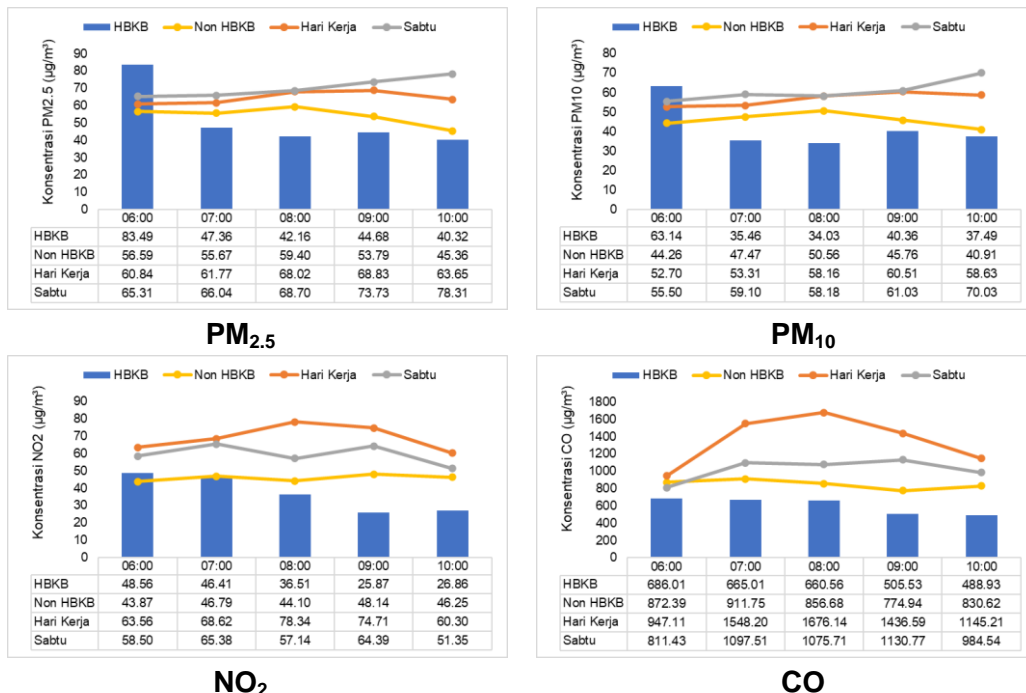 HBKB Non HBKB Hari Kerja Sabtu
Konsentrasi PM2.5 (µg/m³)
90
80
70
60
50
40
30
20
10
0
06:00 07:00 08:00 09:00 10:00
HBKB 83.49 47.36 42.16 44.68 40.32
Non HBKB 56.59 55.67 59.40 53.79 45.36
Hari Kerja 60.84 61.77 68.02 68.83 63.65
Sabtu 65.31 66.04 68.70 73.73 78.31
PM₂.₅
HBKB Non HBKB Hari Kerja Sabtu
Konsentrasi PM10 (µg/m³)
80
70
60
50
40
30
20
10
0
06:00 07:00 08:00 09:00 10:00
HBKB 63.14 35.46 34.03 40.36 37.49
Non HBKB 44.26 47.47 50.56 45.76 40.91
Hari Kerja 52.70 53.31 58.16 60.51 58.63
Sabtu 55.50 59.10 58.18 61.03 70.03
PM₁₀
HBKB Non HBKB Hari Kerja Sabtu
Konsentrasi NO2 (µg/m³)
90
80
70
60
50
40
30
20
10
0
06:00 07:00 08:00 09:00 10:00
HBKB 48.56 46.41 36.51 25.87 26.86
Non HBKB 43.87 46.79 44.10 48.14 46.25
Hari Kerja 63.56 68.62 78.34 74.71 60.30
Sabtu 58.50 65.38 57.14 64.39 51.35
NO₂
HBKB Non HBKB Hari Kerja Sabtu
Konsentrasi CO (µg/m³)
1800
1600
1400
1200
1000
800
600
400
200
0
06:00 07:00 08:00 09:00 10:00
HBKB 686.01 665.01 660.56 505.53 488.93
Non HBKB 872.39 911.75 856.68 774.94 830.62
Hari Kerja 947.11 1548.20 1676.14 1436.59 1145.21
Sabtu 811.43 1097.51 1075.71 1130.77 984.54
CO